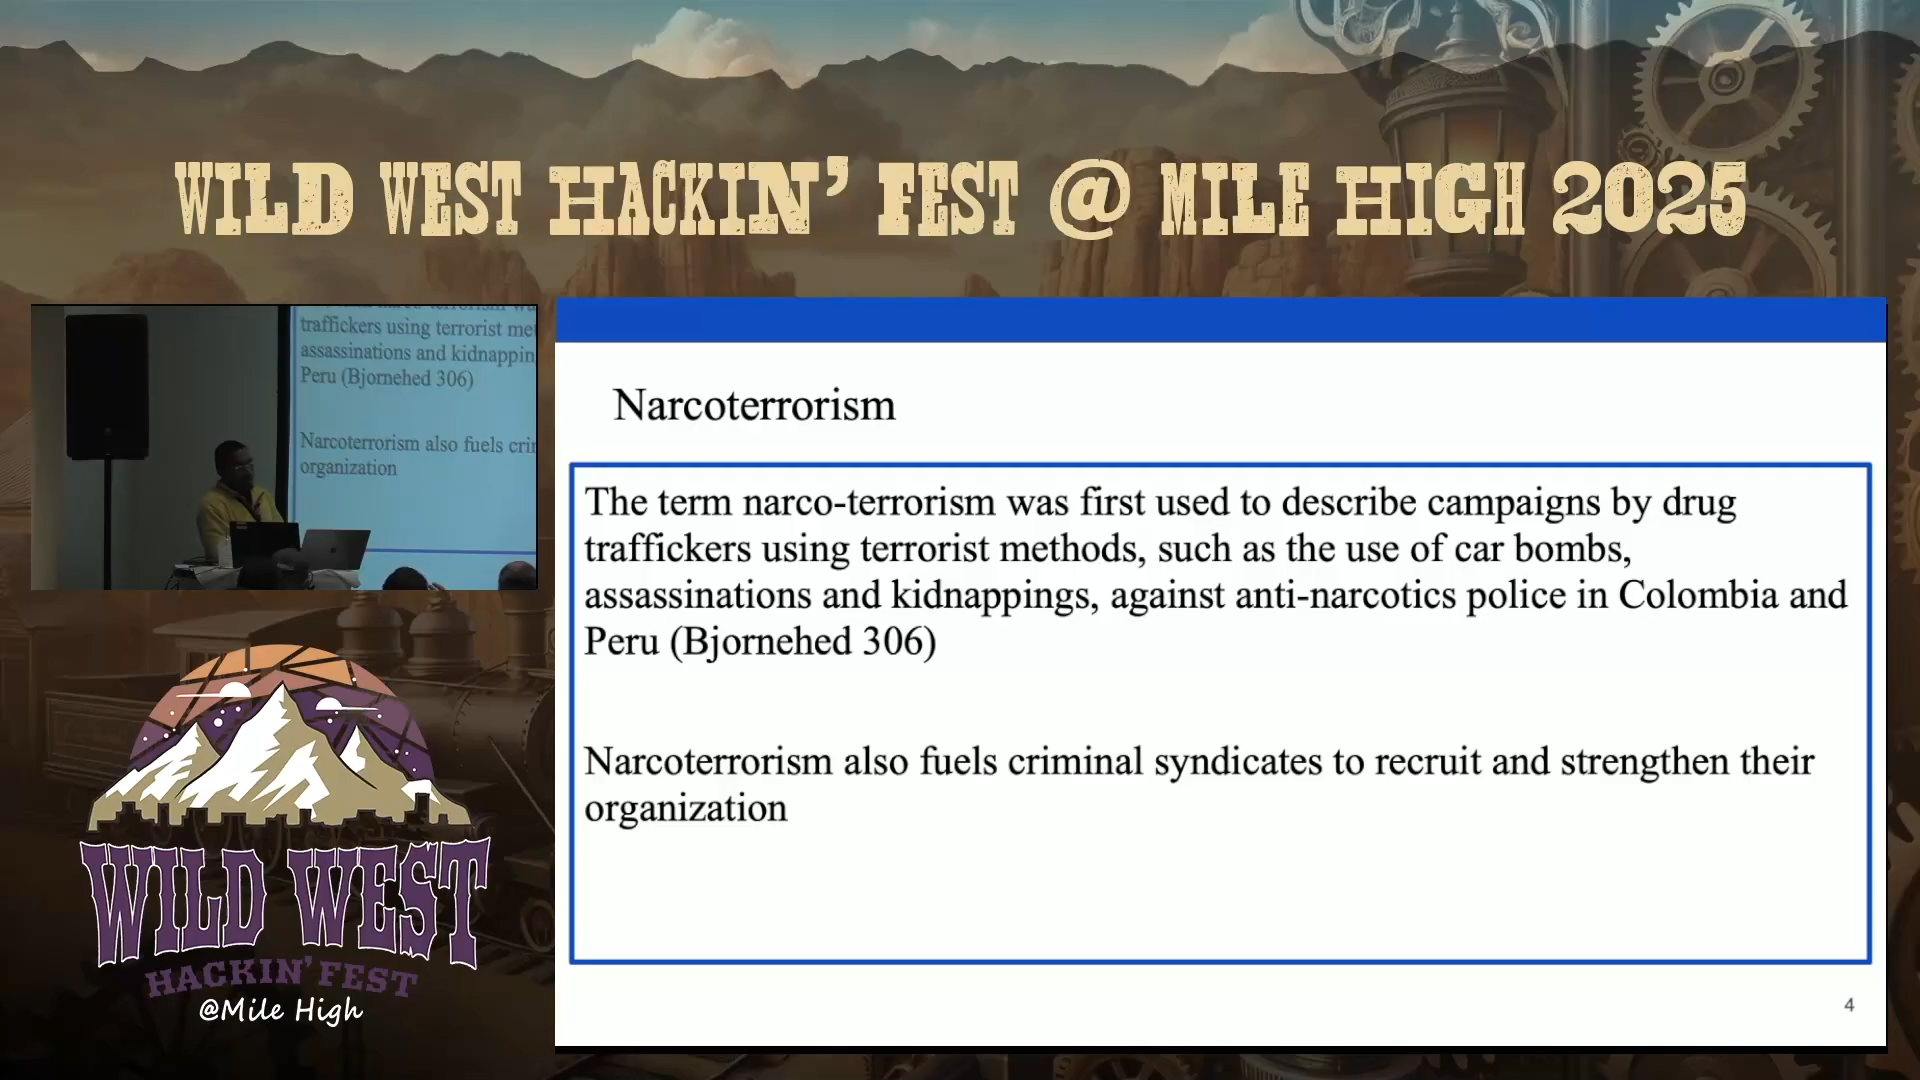 WILD WEST HACKIN' FEST @ MILE HIGH 2025
traffickers using terrorist met
assassinations and kidnappin
Peru (Bjornehed 306)
Narcoterrorism also fuels crin
organization
WILD WEST
HACKIN' FEST
@Mile High
Narcoterrorism
The term narco-terrorism was first used to describe campaigns by drug
traffickers using terrorist methods, such as the use of car bombs,
assassinations and kidnappings, against anti-narcotics police in Colombia and
Peru (Bjornehed 306)
Narcoterrorism also fuels criminal syndicates to recruit and strengthen their
organization
4